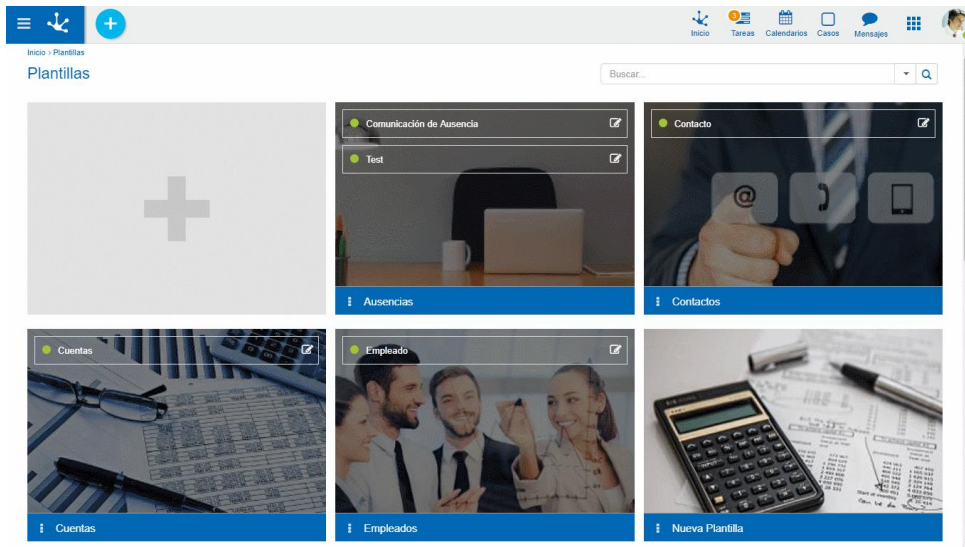 3
Inicio
Tareas
Calendarios
Casos
Mensajes
Inicio > Plantillas
Plantillas
Buscar...
Comunicación de Ausencia
Test
Ausencias
Contacto
@
Contactos
Cuentas
Cuentas
Empleado
Empleados
Nueva Plantilla